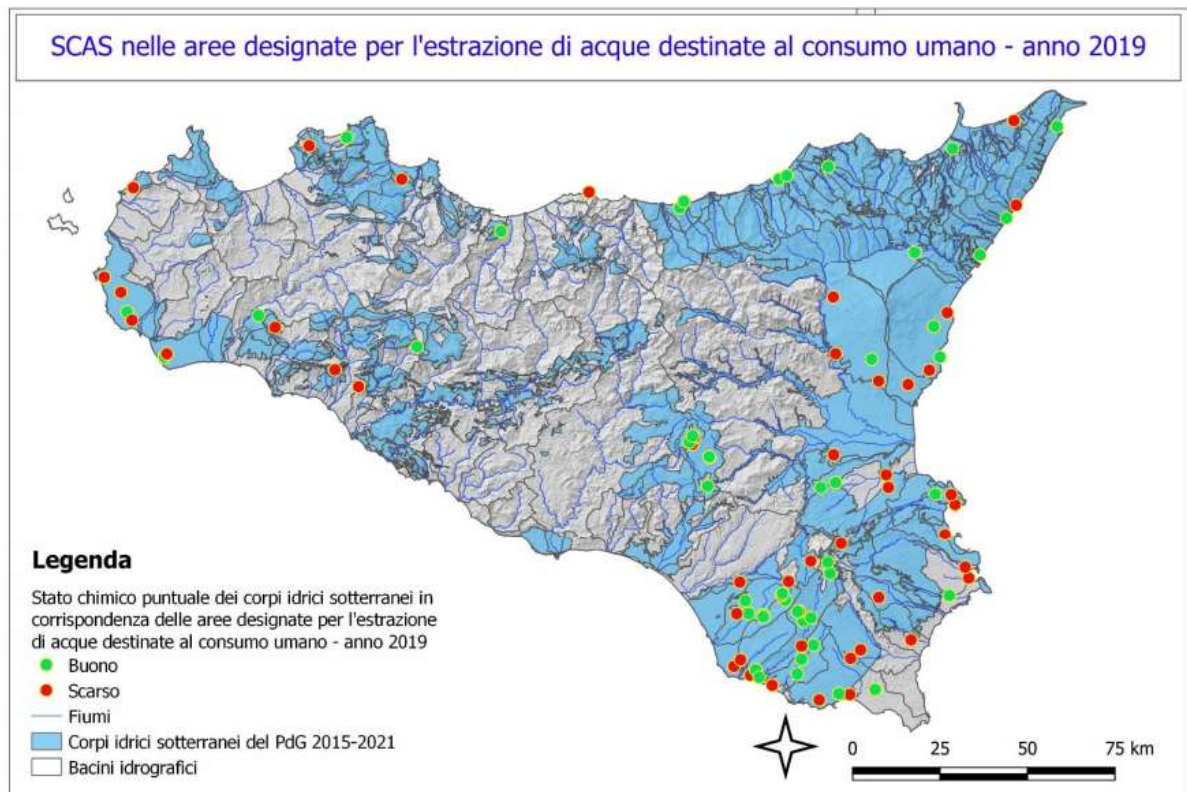 SCAS nelle aree designate per l'estrazione di acque destinate al consumo umano - anno 2019
Legenda
Stato chimico puntuale dei corpi idrici sotterranei in
corrispondenza delle aree designate per l'estrazione
di acque destinate al consumo umano - anno 2019
Buono
Scarso
Fiumi
Corpi idrici sotterranei del PdG 2015-2021
Bacini idrografici
0 25 50 75 km